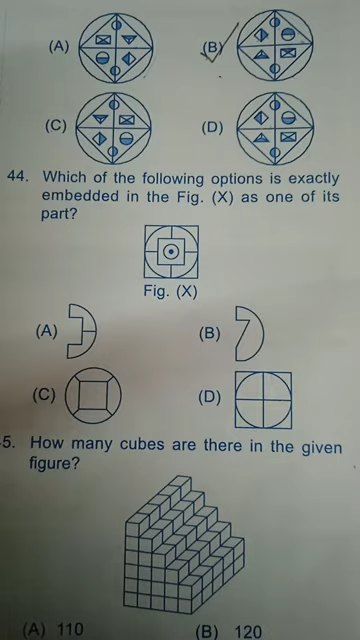 (A)
(B)
(C)
(D)
44. Which of the following options is exactly
embedded in the Fig. (X) as one of its
part?
Fig. (X)
(A)
(B)
(C)
(D)
5. How many cubes are there in the given
figure?
(A) 110
(B) 120